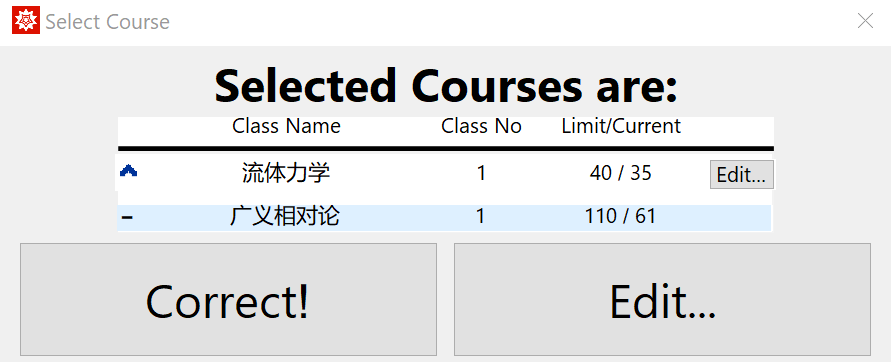 Select Course
Selected Courses are:
Class Name Class No Limit/Current
流体力学 1 40 / 35 Edit...
– 广义相对论 1 110 / 61
Correct! Edit...